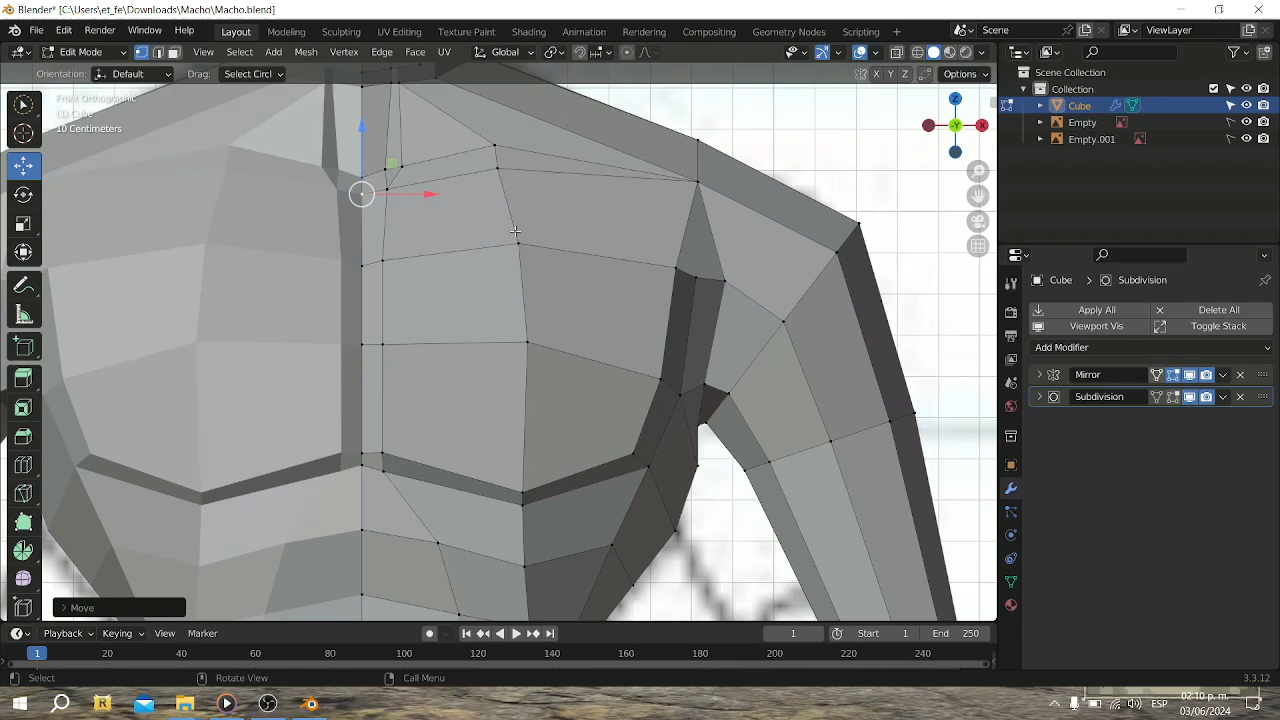 Blender* [C:\Users\et_fe\Downloads\Macho\Macho.blend]
File Edit Render Window Help
Layout Modeling Sculpting UV Editing Texture Paint Shading Animation Rendering Compositing Geometry Nodes Scripting
Scene
ViewLayer
Edit Mode
View Select Add Mesh Vertex Edge Face UV
Global
Orientation: Default Drag: Select Circl
X Y Z Options
Front Orthographic
(1) Cube
10 Centimeters
Z
Y
X
Scene Collection
Collection
Cube
Empty
Empty.001
Cube
Subdivision
Apply All
Delete All
Viewport Vis
Toggle Stack
Add Modifier
Mirror
Subdivision
Move
Playback Keying View Marker
1
Start 1
End 250
1 20 40 60 80 100 120 140 160 180 200 220 240
Select
Rotate View
Call Menu
3.3.12
ESP
02:10 p. m.
03/06/2024